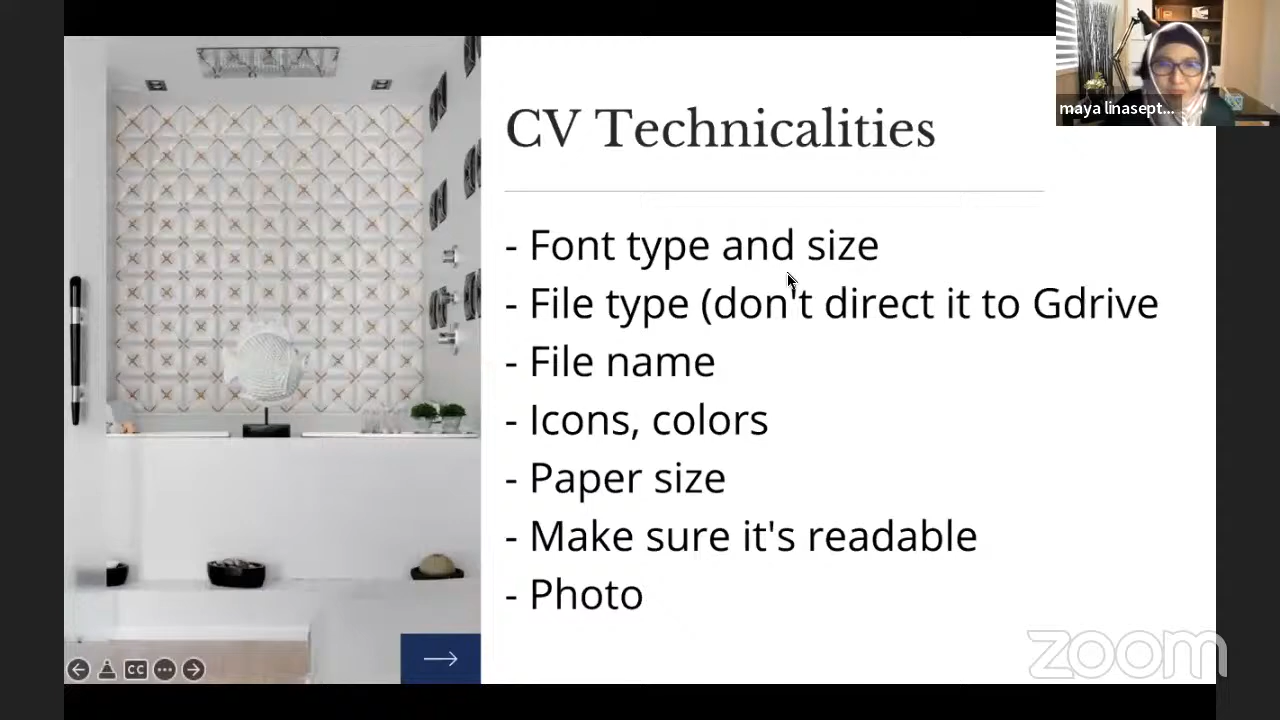 maya linasept...
CV Technicalities
- Font type and size
- File type (don't direct it to Gdrive
- File name
- Icons, colors
- Paper size
- Make sure it's readable
- Photo
CC
zoom